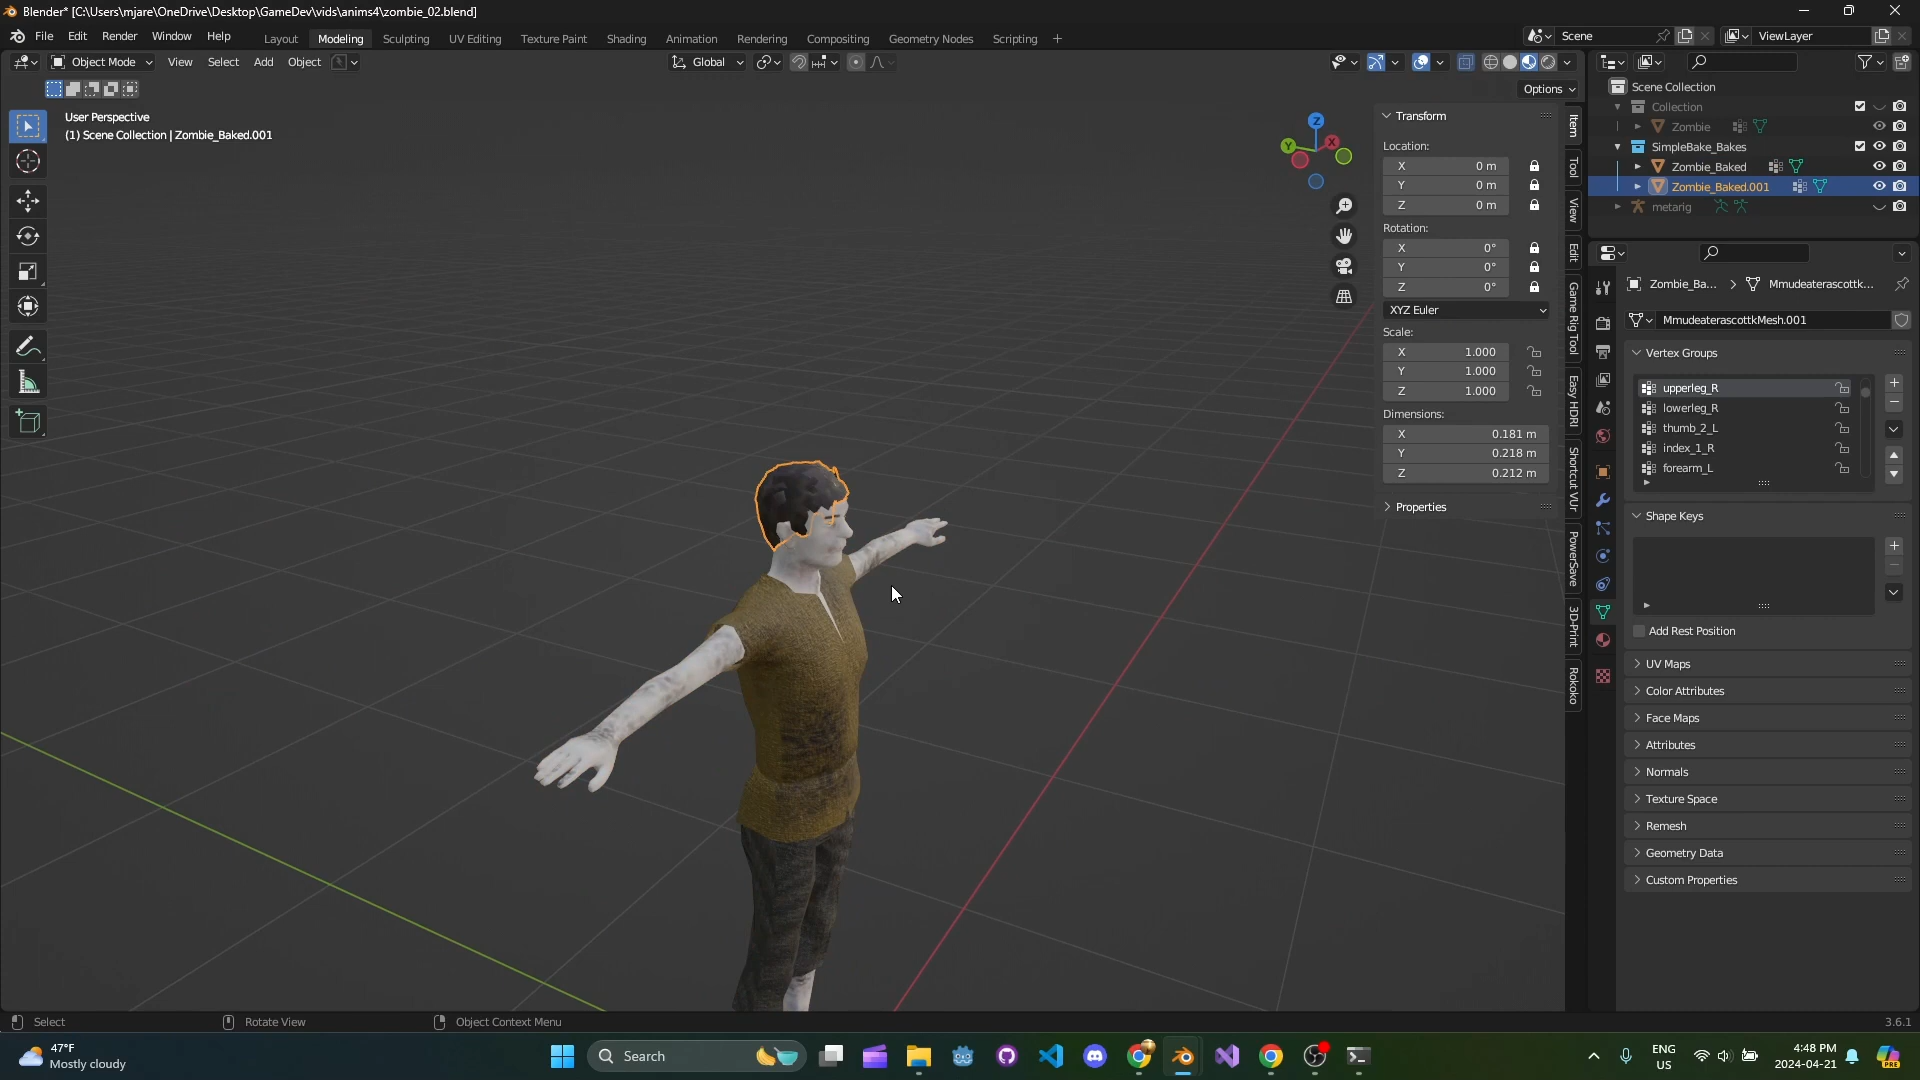 Blender* [C:\Users\mjare\OneDrive\Desktop\GameDev\vids\anims4\zombie_02.blend]
File Edit Render Window Help Layout Modeling Sculpting UV Editing Texture Paint Shading Animation Rendering Compositing Geometry Nodes Scripting + Scene ViewLayer
Object Mode View Select Add Object Global
Options
User Perspective
(1) Scene Collection | Zombie_Baked.001
Z
Y
X
Transform
Location:
X 0 m
Y 0 m
Z 0 m
Rotation:
X 0°
Y 0°
Z 0°
XYZ Euler
Scale:
X 1.000
Y 1.000
Z 1.000
Dimensions:
X 0.181 m
Y 0.218 m
Z 0.212 m
Properties
Item
Tool
View
Edit
Game Rig Tool
Easy HDRI
Shortcut VUr
PowerSave
3D-Print
Rokoko
Scene Collection
Collection
Zombie
SimpleBake_Bakes
Zombie_Baked
Zombie_Baked.001
metarig
Zombie_Ba... > Mmudeaterascottk...
MmudeaterascottkMesh.001
Vertex Groups
upperleg_R
lowerleg_R
thumb_2_L
index_1_R
forearm_L
Shape Keys
Add Rest Position
UV Maps
Color Attributes
Face Maps
Attributes
Normals
Texture Space
Remesh
Geometry Data
Custom Properties
Select Rotate View Object Context Menu 3.6.1
47°F
Mostly cloudy
Search
ENG
US
4:48 PM
2024-04-21
PRE